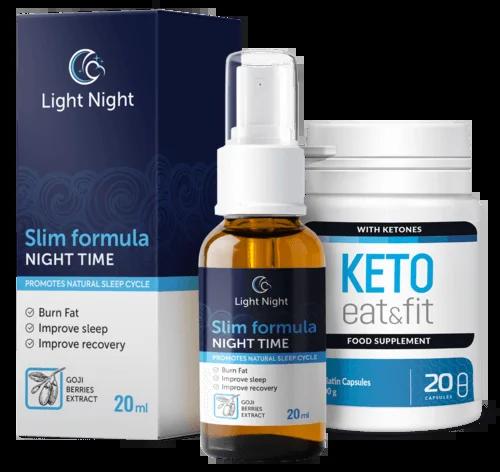 Light Night
Slim formula
NIGHT TIME
PROMOTES NATURAL SLEEP CYCLE
Burn Fat
Improve sleep
Improve recovery
GOJI
BERRIES
EXTRACT
20 ml
Light Night
Slim formula
NIGHT TIME
PROMOTES NATURAL SLEEP CYCLE
Burn Fat
Improve sleep
Improve recovery
GOJI
BERRIES
EXTRACT
20 ml
WITH KETONES
KETO
eat&fit
FOOD SUPPLEMENT
Capsules
20
CAPSULES